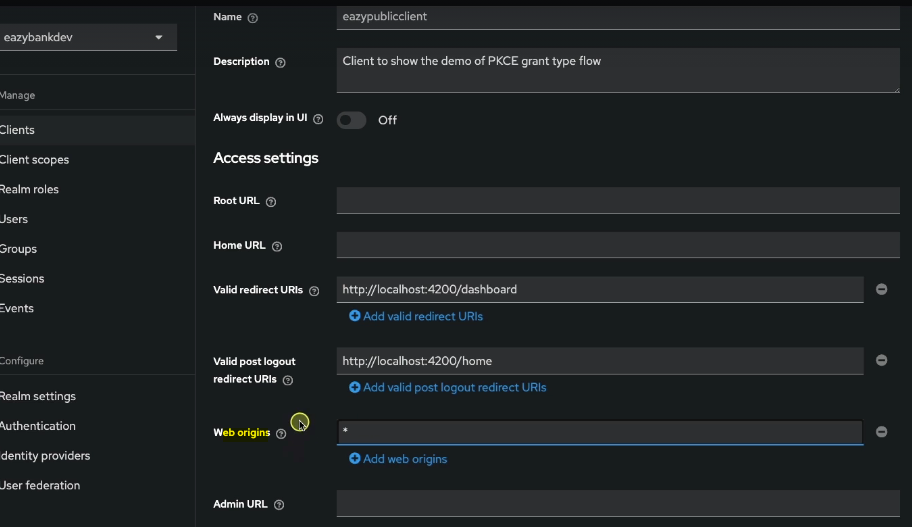 eazybankdev
Manage
Clients
Client scopes
Realm roles
Users
Groups
Sessions
Events
Configure
Realm settings
Authentication
Identity providers
User federation
Name
eazypublicclient
Description
Client to show the demo of PKCE grant type flow
Always display in UI
Off
Access settings
Root URL
Home URL
Valid redirect URIs
http://localhost:4200/dashboard
Add valid redirect URIs
Valid post logout
redirect URIs
http://localhost:4200/home
Add valid post logout redirect URIs
Web origins
*
Add web origins
Admin URL